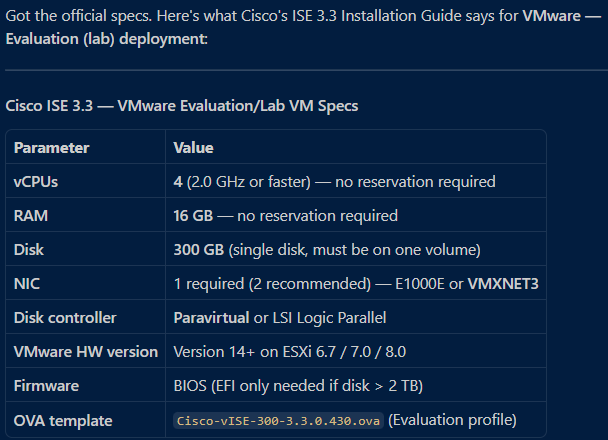 Got the official specs. Here's what Cisco's ISE 3.3 Installation Guide says for VMware —
Evaluation (lab) deployment:
Cisco ISE 3.3 — VMware Evaluation/Lab VM Specs
Parameter Value
vCPUs 4 (2.0 GHz or faster) — no reservation required
RAM 16 GB — no reservation required
Disk 300 GB (single disk, must be on one volume)
NIC 1 required (2 recommended) — E1000E or VMXNET3
Disk controller Paravirtual or LSI Logic Parallel
VMware HW version Version 14+ on ESXi 6.7 / 7.0 / 8.0
Firmware BIOS (EFI only needed if disk > 2 TB)
OVA template Cisco-vISE-300-3.3.0.430.ova (Evaluation profile)